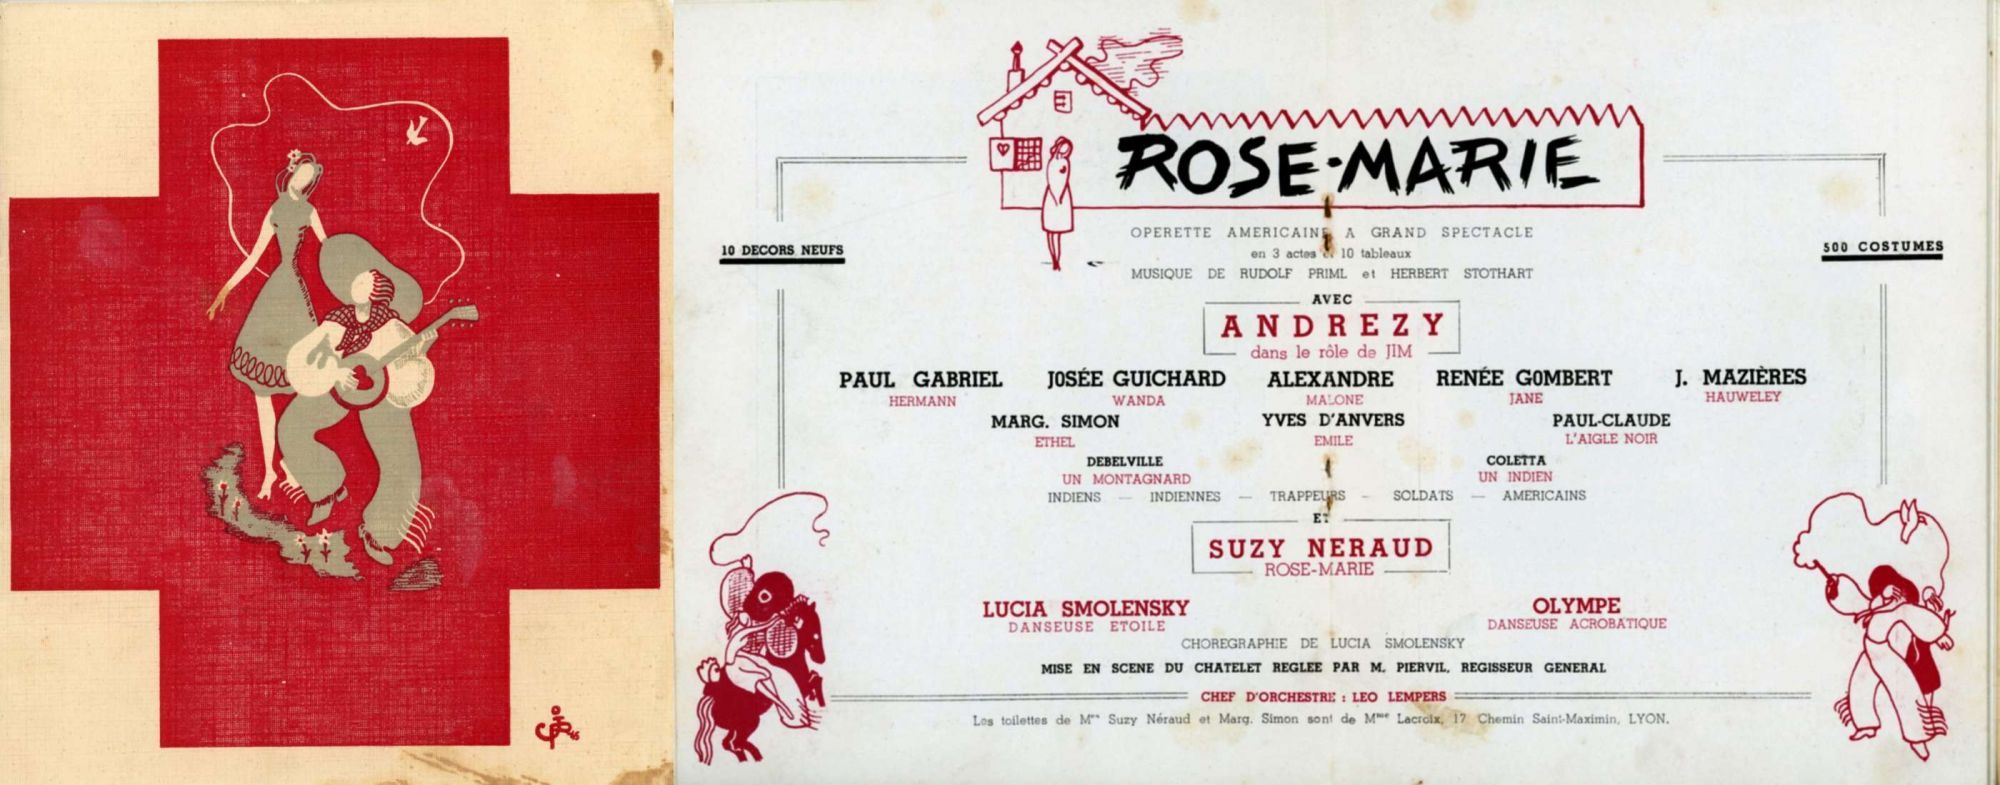 ROSE-MARIE
OPERETTE AMERICAINE A GRAND SPECTACLE
en 3 actes et 10 tableaux
MUSIQUE DE RUDOLF PRIML et HERBERT STOTHART
10 DECORS NEUFS
500 COSTUMES
AVEC
ANDREZY
dans le rôle de JIM
PAUL GABRIEL JOSÉE GUICHARD ALEXANDRE RENÉE GOMBERT J. MAZIÈRES
HERMANN WANDA MALONE JANE HAUWELEY
MARG. SIMON YVES D'ANVERS PAUL-CLAUDE
ETHEL EMILE L'AIGLE NOIR
DEBELVILLE COLETTA
UN MONTAGNARD UN INDIEN
INDIENS — INDIENNES — TRAPPEURS — SOLDATS — AMERICAINS
ET
SUZY NERAUD
ROSE-MARIE
LUCIA SMOLENSKY OLYMPE
DANSEUSE ETOILE DANSEUSE ACROBATIQUE
CHOREGRAPHIE DE LUCIA SMOLENSKY
MISE EN SCENE DU CHATELET REGLEE PAR M. PIERVIL, REGISSEUR GENERAL
CHEF D'ORCHESTRE : LEO LEMPERS
Les toilettes de Mmes Suzy Néraud et Marg. Simon sont de Mme Lacroix, 17 Chemin Saint-Maximin, LYON.